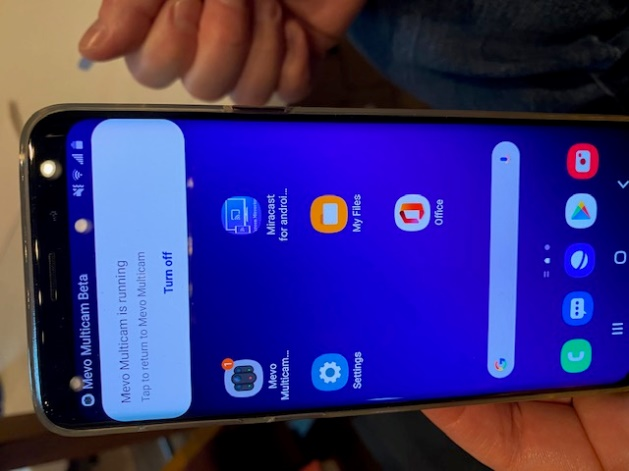 Mevo Multicam Beta
Mevo Multicam is running
Tap to return to Mevo Multicam
Turn off
1
Mevo
Multicam...
Miracast
for androi...
Settings
My Files
Office